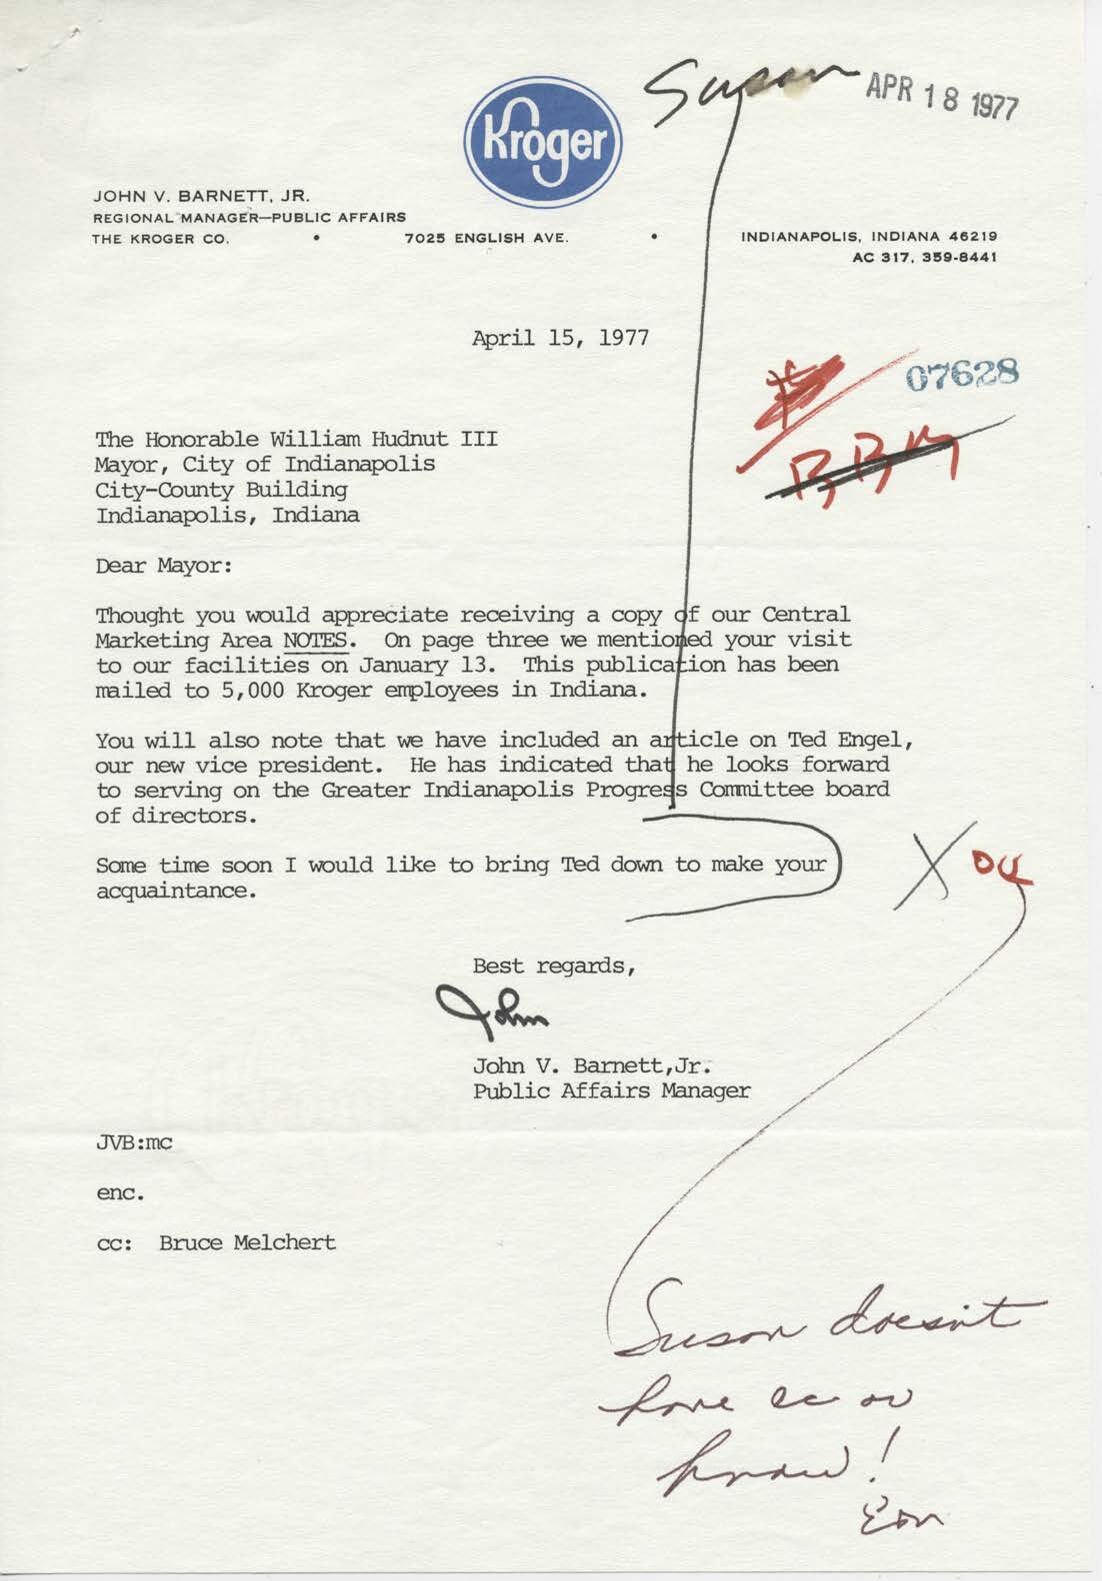 Susan
APR 18 1977
Kroger
JOHN V. BARNETT, JR.
REGIONAL MANAGER—PUBLIC AFFAIRS
THE KROGER CO. • 7025 ENGLISH AVE. • INDIANAPOLIS, INDIANA 46219
AC 317, 359-8441
April 15, 1977
07628
The Honorable William Hudnut III
Mayor, City of Indianapolis
City-County Building
Indianapolis, Indiana
Dear Mayor:
Thought you would appreciate receiving a copy of our Central
Marketing Area NOTES. On page three we mentioned your visit
to our facilities on January 13. This publication has been
mailed to 5,000 Kroger employees in Indiana.
You will also note that we have included an article on Ted Engel,
our new vice president. He has indicated that he looks forward
to serving on the Greater Indianapolis Progress Committee board
of directors.
Some time soon I would like to bring Ted down to make your
acquaintance.
X
Best regards,
John
John V. Barnett,Jr.
Public Affairs Manager
JVB:mc
enc.
cc: Bruce Melchert
Susan doesn't
have cc or
know!